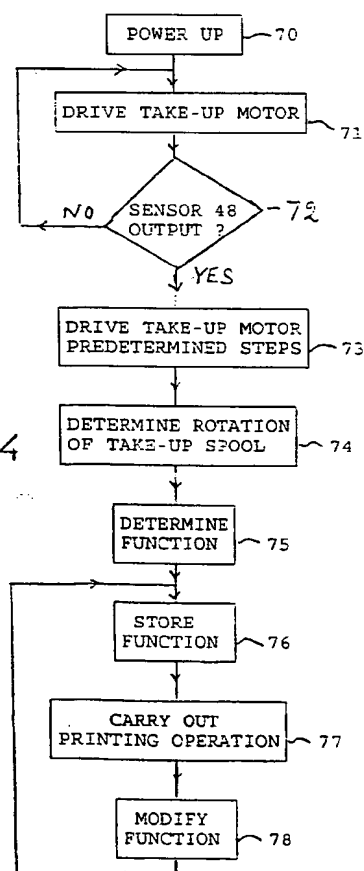 POWER UP 70
DRIVE TAKE-UP MOTOR
71
NO SENSOR 48 72
OUTPUT ?
YES
DRIVE TAKE-UP MOTOR
PREDETERMINED STEPS 73
4 DETERMINE ROTATION
OF TAKE-UP SPOOL 74
DETERMINE
FUNCTION 75
STORE
FUNCTION 76
CARRY OUT
PRINTING OPERATION 77
MODIFY
FUNCTION 78